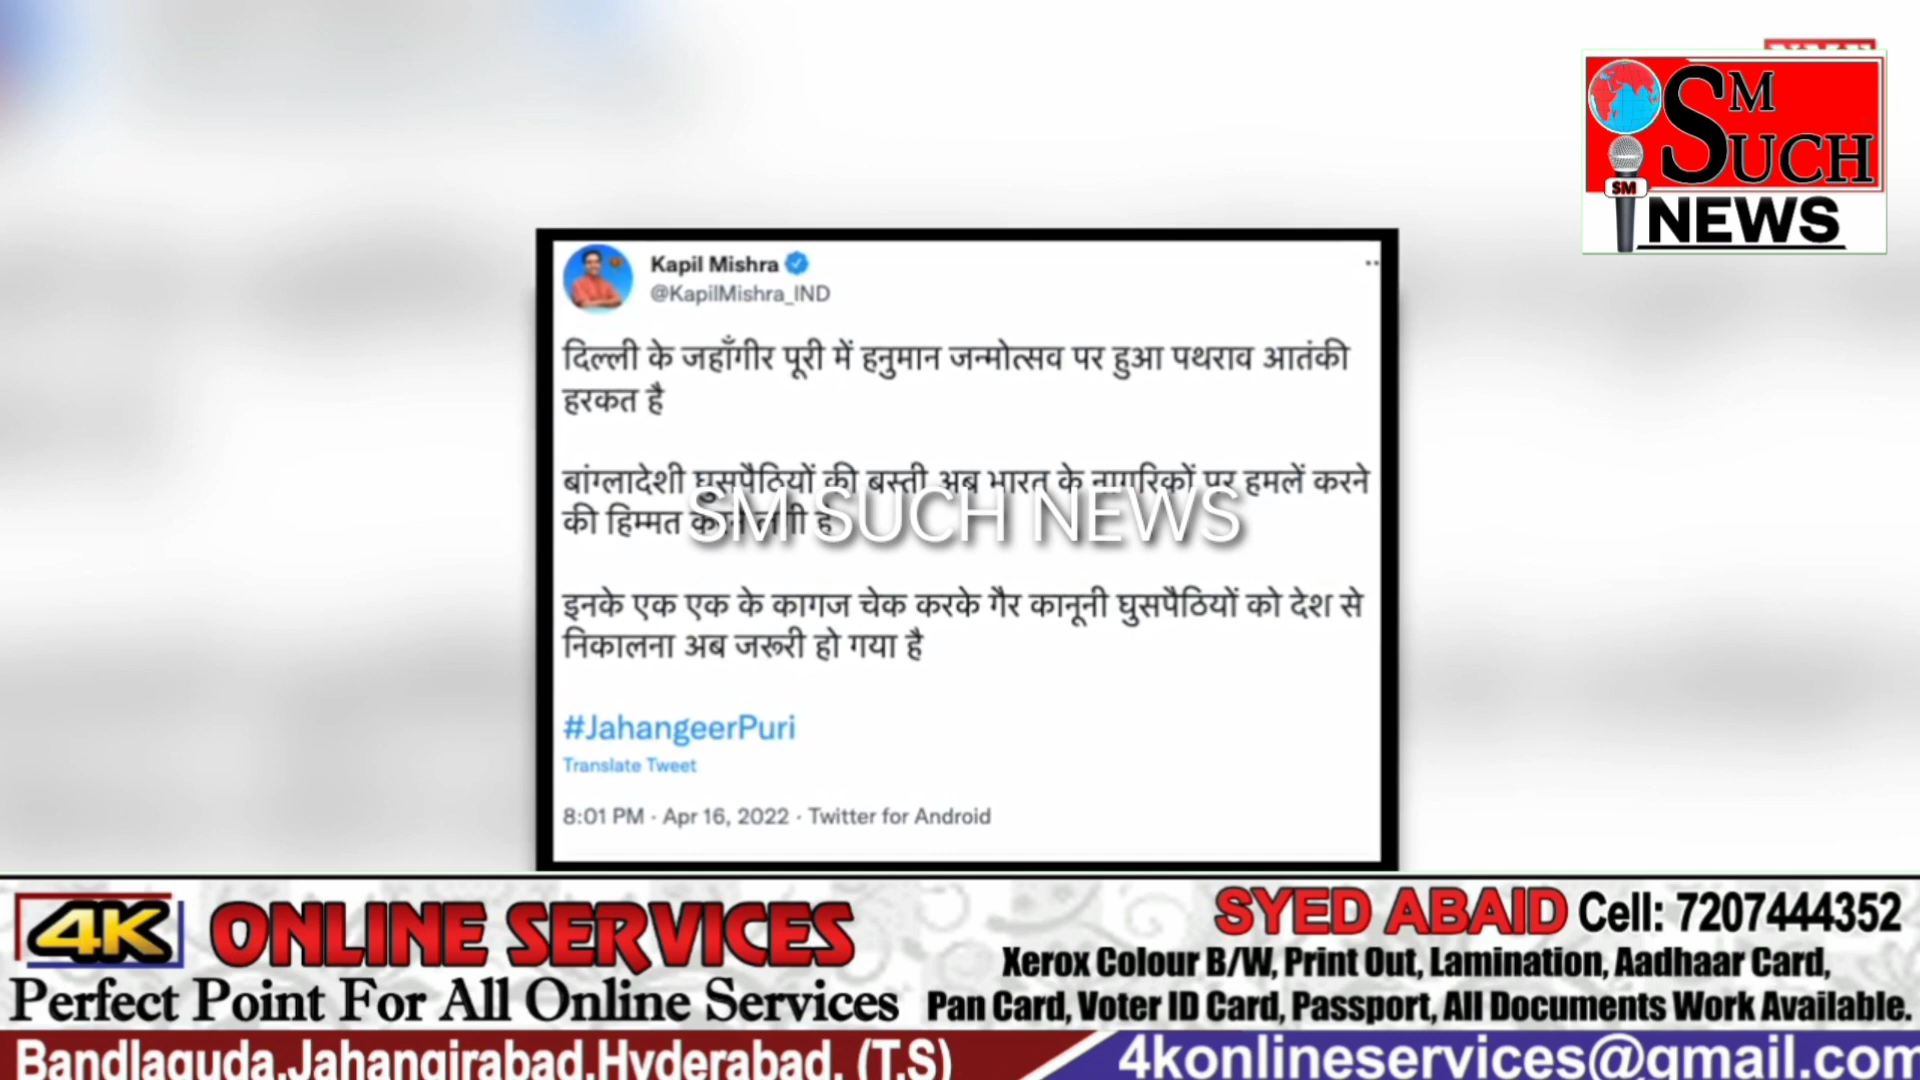 SM
SUCH
SM
NEWS
Kapil Mishra
@KapilMishra_IND
दिल्ली के जहाँगीर पूरी में हनुमान जन्मोत्सव पर हुआ पथराव आतंकी
हरकत है
बांग्लादेशी घुसपैठियों की बस्ती अब भारत के नागरिकों पर हमलें करने
की हिम्मत करने लगी है
SM SUCH NEWS
इनके एक एक के कागज चेक करके गैर कानूनी घुसपैठियों को देश से
निकालना अब जरूरी हो गया है
#JahangeerPuri
Translate Tweet
8:01 PM · Apr 16, 2022 · Twitter for Android
4K ONLINE SERVICES
Perfect Point For All Online Services
SYED ABAID Cell: 7207444352
Xerox Colour B/W, Print Out, Lamination, Aadhaar Card,
Pan Card, Voter ID Card, Passport, All Documents Work Available.
Bandlaguda,Jahangirabad,Hyderabad. (T.S)
4konlineservices@gmail.com